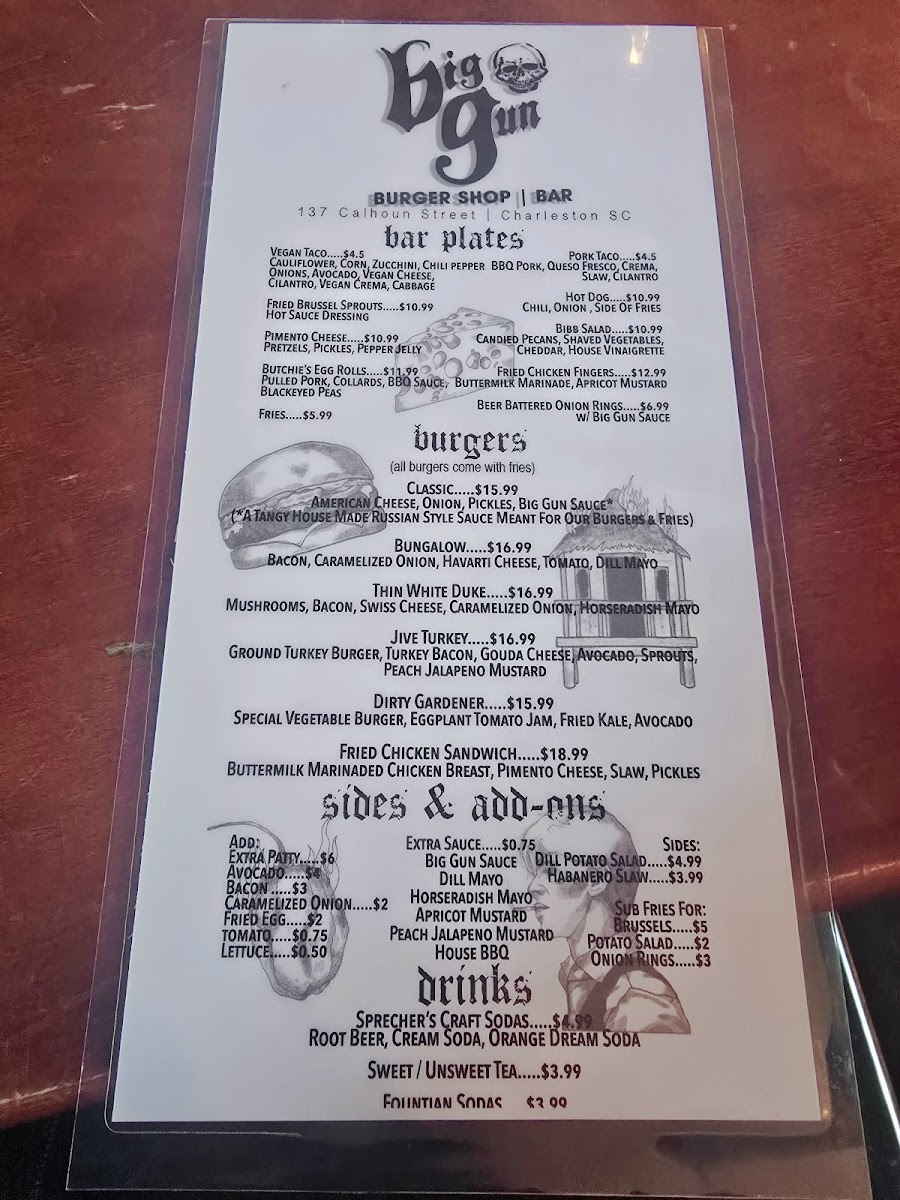 big gun
BURGER SHOP | BAR
137 Calhoun Street | Charleston SC
bar plates
VEGAN TACO.....$4.5
CAULIFLOWER, CORN, ZUCCHINI, CHILI PEPPER
ONIONS, AVOCADO, VEGAN CHEESE,
CILANTRO, VEGAN CREMA, CABBAGE
FRIED BRUSSEL SPROUTS.....$10.99
HOT SAUCE DRESSING
PIMENTO CHEESE.....$10.99
PRETZELS, PICKLES, PEPPER JELLY
BUTCHIE'S EGG ROLLS.....$11.99
PULLED PORK, COLLARDS, BBQ SAUCE,
BLACKEYED PEAS
FRIES.....$5.99
PORK TACO.....$4.5
BBQ PORK, QUESO FRESCO, CREMA,
SLAW, CILANTRO
HOT DOG.....$10.99
CHILI, ONION , SIDE OF FRIES
BIBB SALAD.....$10.99
CANDIED PECANS, SHAVED VEGETABLES,
CHEDDAR, HOUSE VINAIGRETTE
FRIED CHICKEN FINGERS.....$12.99
BUTTERMILK MARINADE, APRICOT MUSTARD
BEER BATTERED ONION RINGS.....$6.99
W/ BIG GUN SAUCE
burgers
(all burgers come with fries)
CLASSIC.....$15.99
AMERICAN CHEESE, ONION, PICKLES, BIG GUN SAUCE*
(*A TANGY HOUSE MADE RUSSIAN STYLE SAUCE MEANT FOR OUR BURGERS & FRIES)
BUNGALOW.....$16.99
BACON, CARAMELIZED ONION, HAVARTI CHEESE, TOMATO, DILL MAYO
THIN WHITE DUKE.....$16.99
MUSHROOMS, BACON, SWISS CHEESE, CARAMELIZED ONION, HORSERADISH MAYO
JIVE TURKEY.....$16.99
GROUND TURKEY BURGER, TURKEY BACON, GOUDA CHEESE, AVOCADO, SPROUTS,
PEACH JALAPENO MUSTARD
DIRTY GARDENER.....$15.99
SPECIAL VEGETABLE BURGER, EGGPLANT TOMATO JAM, FRIED KALE, AVOCADO
FRIED CHICKEN SANDWICH.....$18.99
BUTTERMILK MARINADED CHICKEN BREAST, PIMENTO CHEESE, SLAW, PICKLES
sides & add-ons
ADD:
EXTRA PATTY.....$6
AVOCADO.....$4
BACON .....$3
CARAMELIZED ONION.....$2
FRIED EGG.....$2
TOMATO.....$0.75
LETTUCE.....$0.50
EXTRA SAUCE.....$0.75
BIG GUN SAUCE
DILL MAYO
HORSERADISH MAYO
APRICOT MUSTARD
PEACH JALAPENO MUSTARD
HOUSE BBQ
SIDES:
DILL POTATO SALAD.....$4.99
HABANERO SLAW.....$3.99
SUB FRIES FOR:
BRUSSELS.....$5
POTATO SALAD.....$2
ONION RINGS.....$3
drinks
SPRECHER'S CRAFT SODAS.....$4.99
ROOT BEER, CREAM SODA, ORANGE DREAM SODA
SWEET / UNSWEET TEA.....$3.99
FOUNTIAN SODAS $3.99